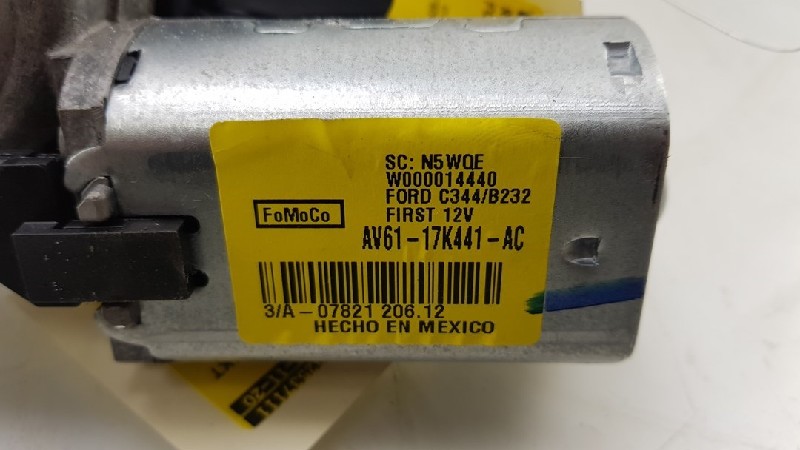 SC: N5WQE
W000014440
FORD C344/B232
FIRST 12V
FoMoCo
AV61-17K441-AC
3/A-07821 206.12
HECHO EN MEXICO